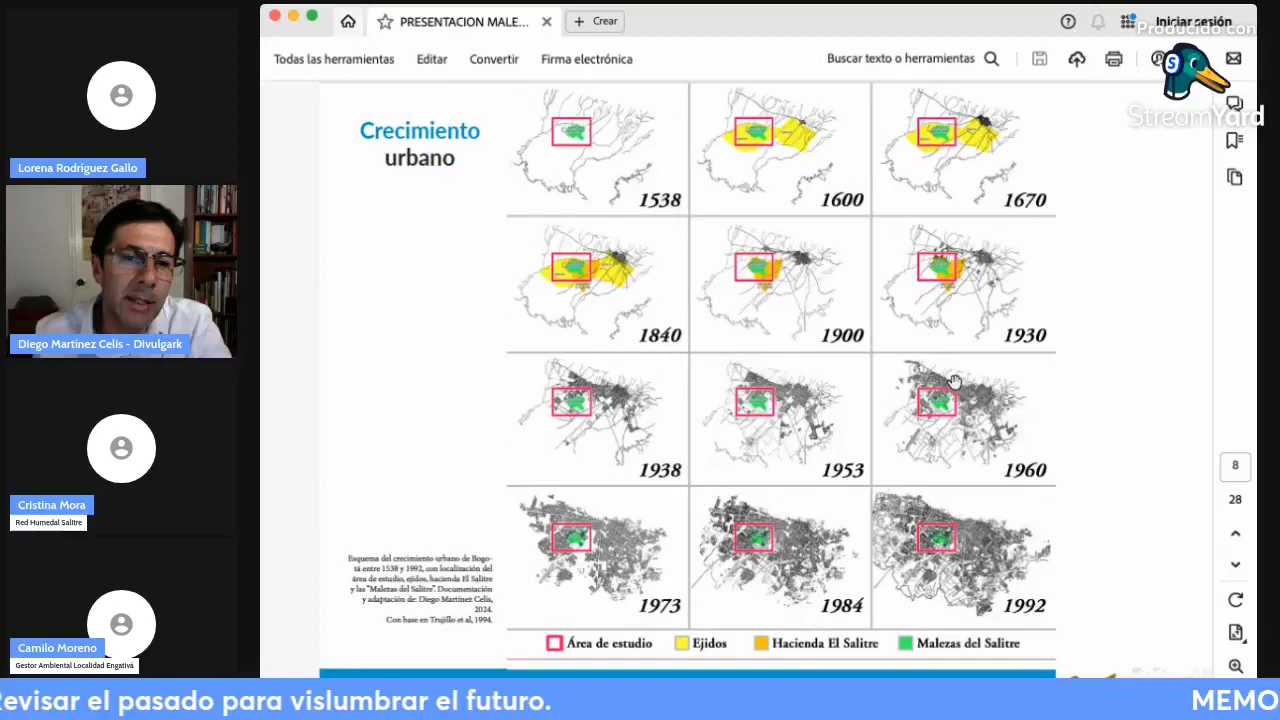 PRESENTACION MALE...
Crear
Iniciar sesión
Producido con
StreamYard
Todas las herramientas
Editar
Convertir
Firma electrónica
Buscar texto o herramientas
Lorena Rodríguez Gallo
Diego Martínez Celis - Divulgark
Cristina Mora
Red Humedal Salitre
Camilo Moreno
Gestor Ambiental Localidad Engativá
Crecimiento
urbano
1538
1600
1670
1840
1900
1930
1938
1953
1960
1973
1984
1992
Esquema del crecimiento urbano de Bogo-
tá entre 1538 y 1992, con localización del
área de estudio, ejidos, hacienda El Salitre
y las "Malezas del Salitre". Documentación
y adaptación de: Diego Martínez Celis,
2024.
Con base en Trujillo et al, 1994.
Área de estudio
Ejidos
Hacienda El Salitre
Malezas del Salitre
8
28
Revisar el pasado para vislumbrar el futuro.
MEMO